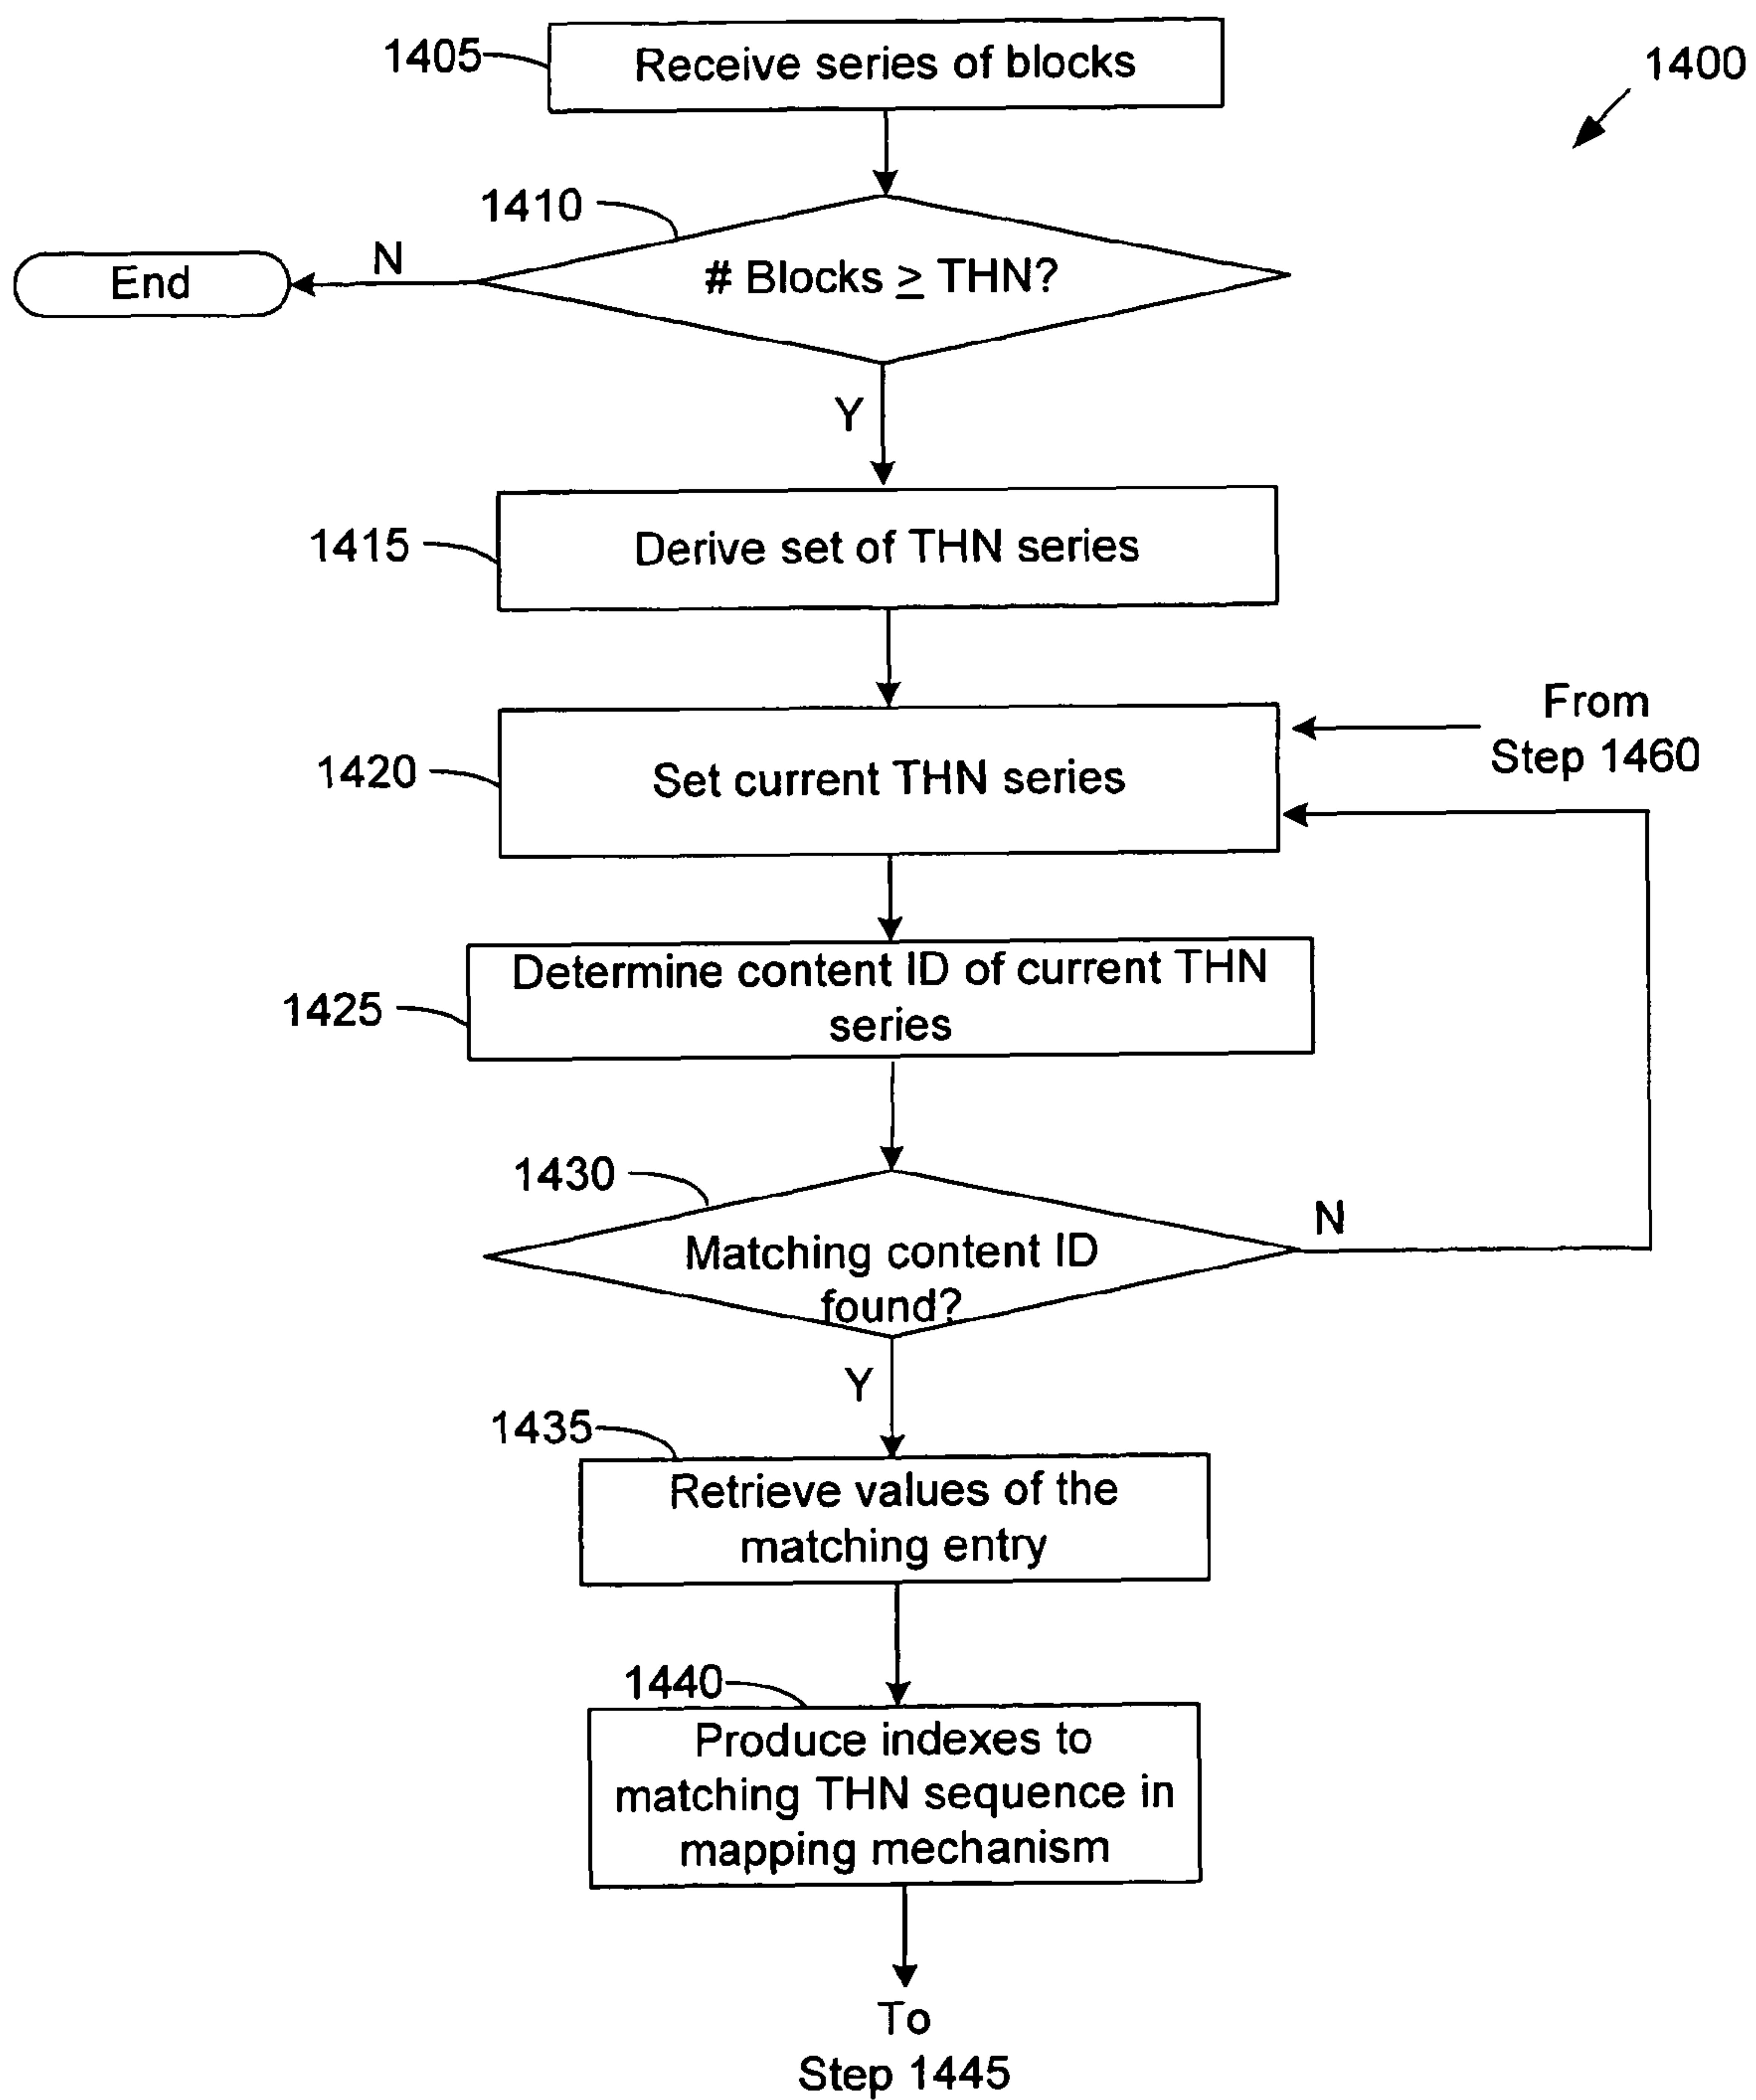 1405
Receive series of blocks
1400
1410
# Blocks ≥ THN?
N
End
Y
1415
Derive set of THN series
From
Step 1460
1420
Set current THN series
1425
Determine content ID of current THN
series
1430
Matching content ID
found?
N
Y
1435
Retrieve values of the
matching entry
1440
Produce indexes to
matching THN sequence in
mapping mechanism
To
Step 1445